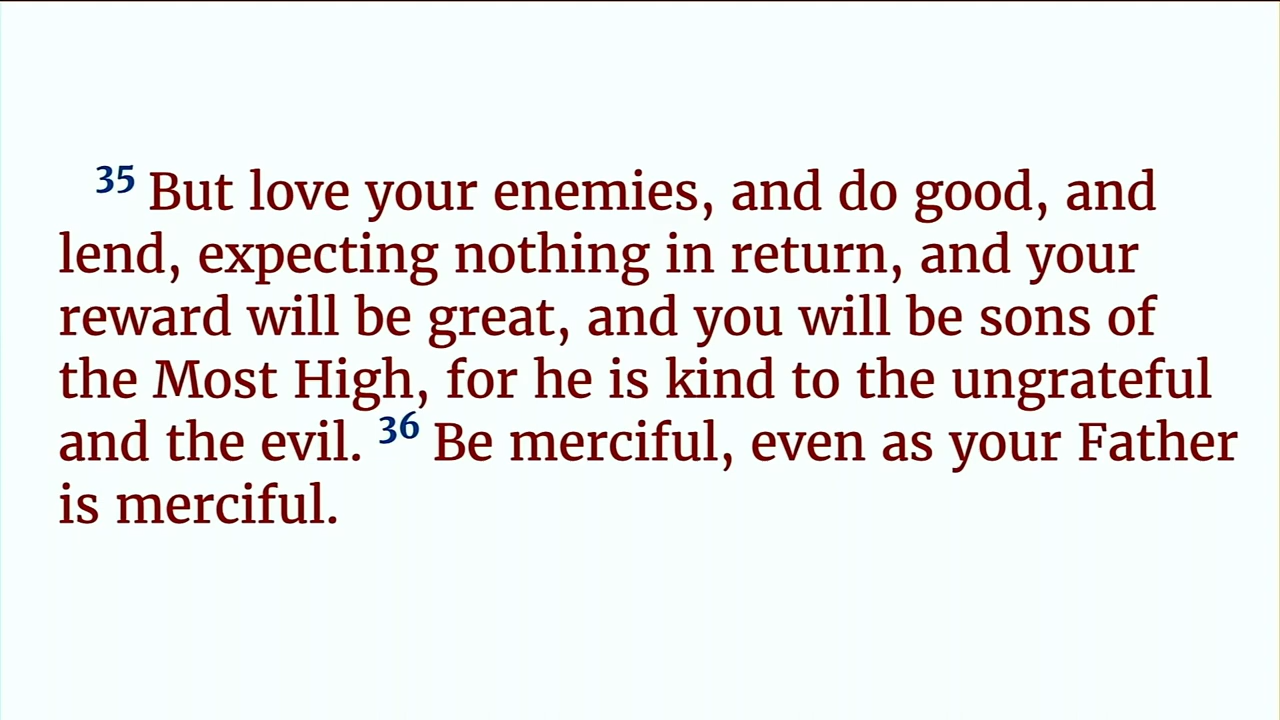 35 But love your enemies, and do good, and
lend, expecting nothing in return, and your
reward will be great, and you will be sons of
the Most High, for he is kind to the ungrateful
and the evil. 36 Be merciful, even as your Father
is merciful.